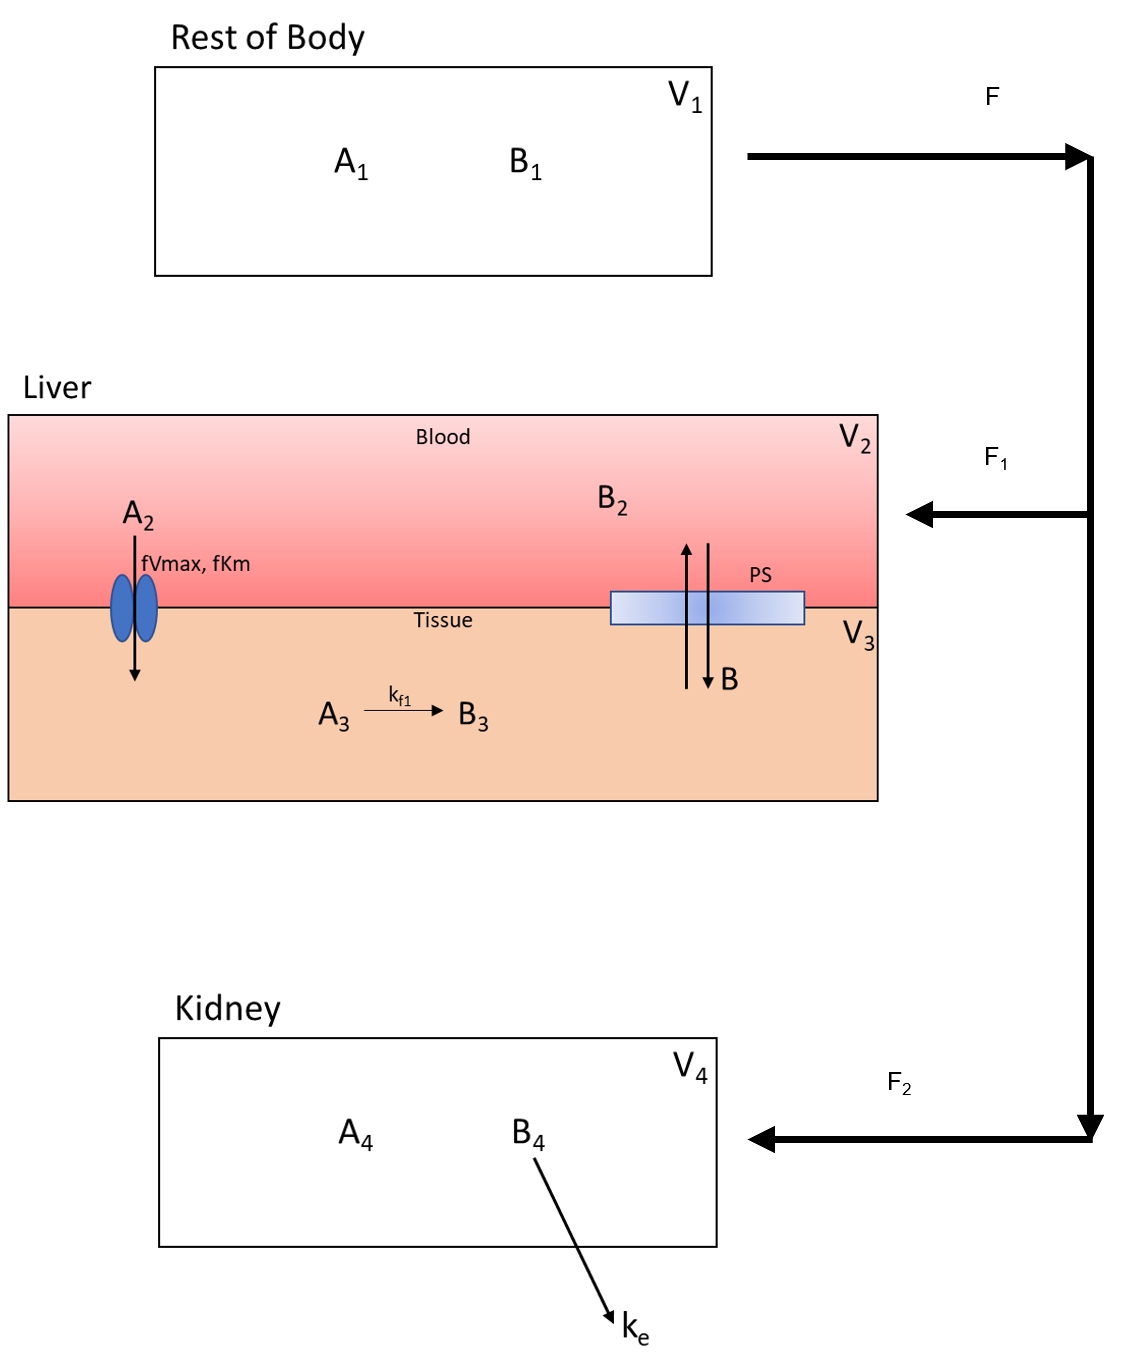 Rest of Body
V₁
F
A₁ B₁
Liver
Blood
V₂
F₁
B₂
A₂
fVmax, fKm
PS
Tissue
V₃
B
k_f1
A₃ B₃
Kidney
V₄
F₂
A₄ B₄
kₑ